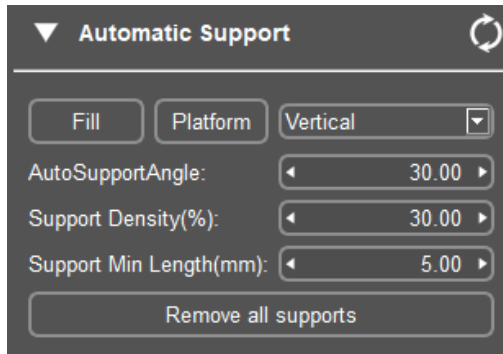 Automatic Support
Fill Platform Vertical
AutoSupportAngle: 30.00
Support Density(%): 30.00
Support Min Length(mm): 5.00
Remove all supports